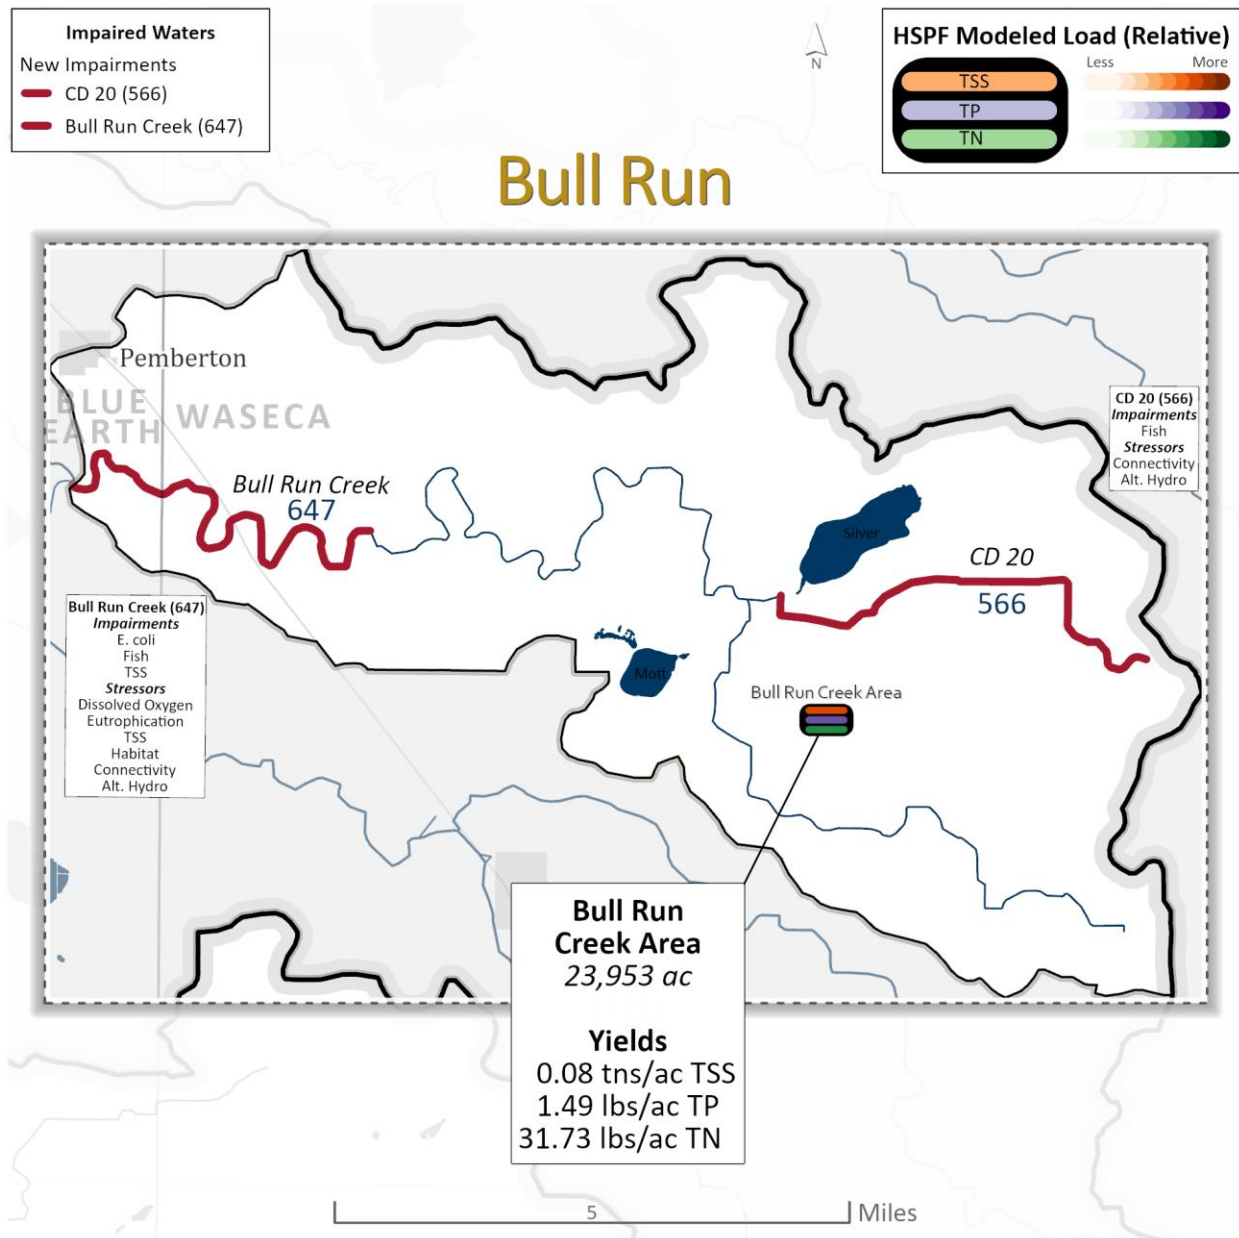 Impaired Waters
New Impairments
CD 20 (566)
Bull Run Creek (647)
N
HSPF Modeled Load (Relative)
Less More
TSS
TP
TN
Bull Run
Pemberton
BLUE
EARTH
WASECA
Bull Run Creek
647
Silver
CD 20
566
CD 20 (566)
Impairments
Fish
Stressors
Connectivity
Alt. Hydro
Bull Run Creek (647)
Impairments
E. coli
Fish
TSS
Stressors
Dissolved Oxygen
Eutrophication
TSS
Habitat
Connectivity
Alt. Hydro
Mott
Bull Run Creek Area
Bull Run
Creek Area
23,953 ac
Yields
0.08 tns/ac TSS
1.49 lbs/ac TP
31.73 lbs/ac TN
5 Miles